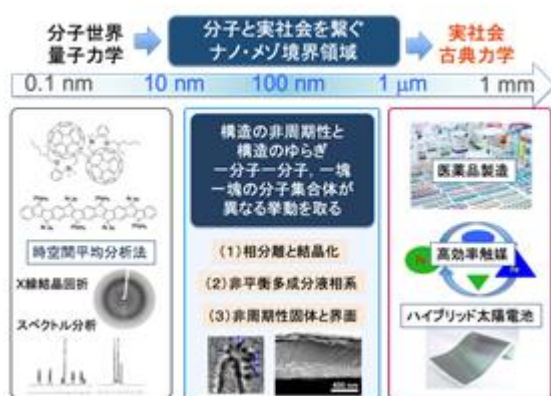 分子世界
量子力学
分子と実社会を繋ぐ
ナノ・メゾ境界領域
実社会
古典力学
0.1 nm
10 nm
100 nm
1 μm
1 mm
時空間平均分析法
X線結晶回折
スペクトル分析
構造の非周期性と
構造のゆらぎ
一分子一分子, 一塊
一塊の分子集合体が
異なる挙動を取る
(1)相分離と結晶化
(2)非平衡多成分液相系
(3)非周期性固体と界面
400 nm
医薬品製造
高効率触媒
Fe
ハイブリッド太陽電池